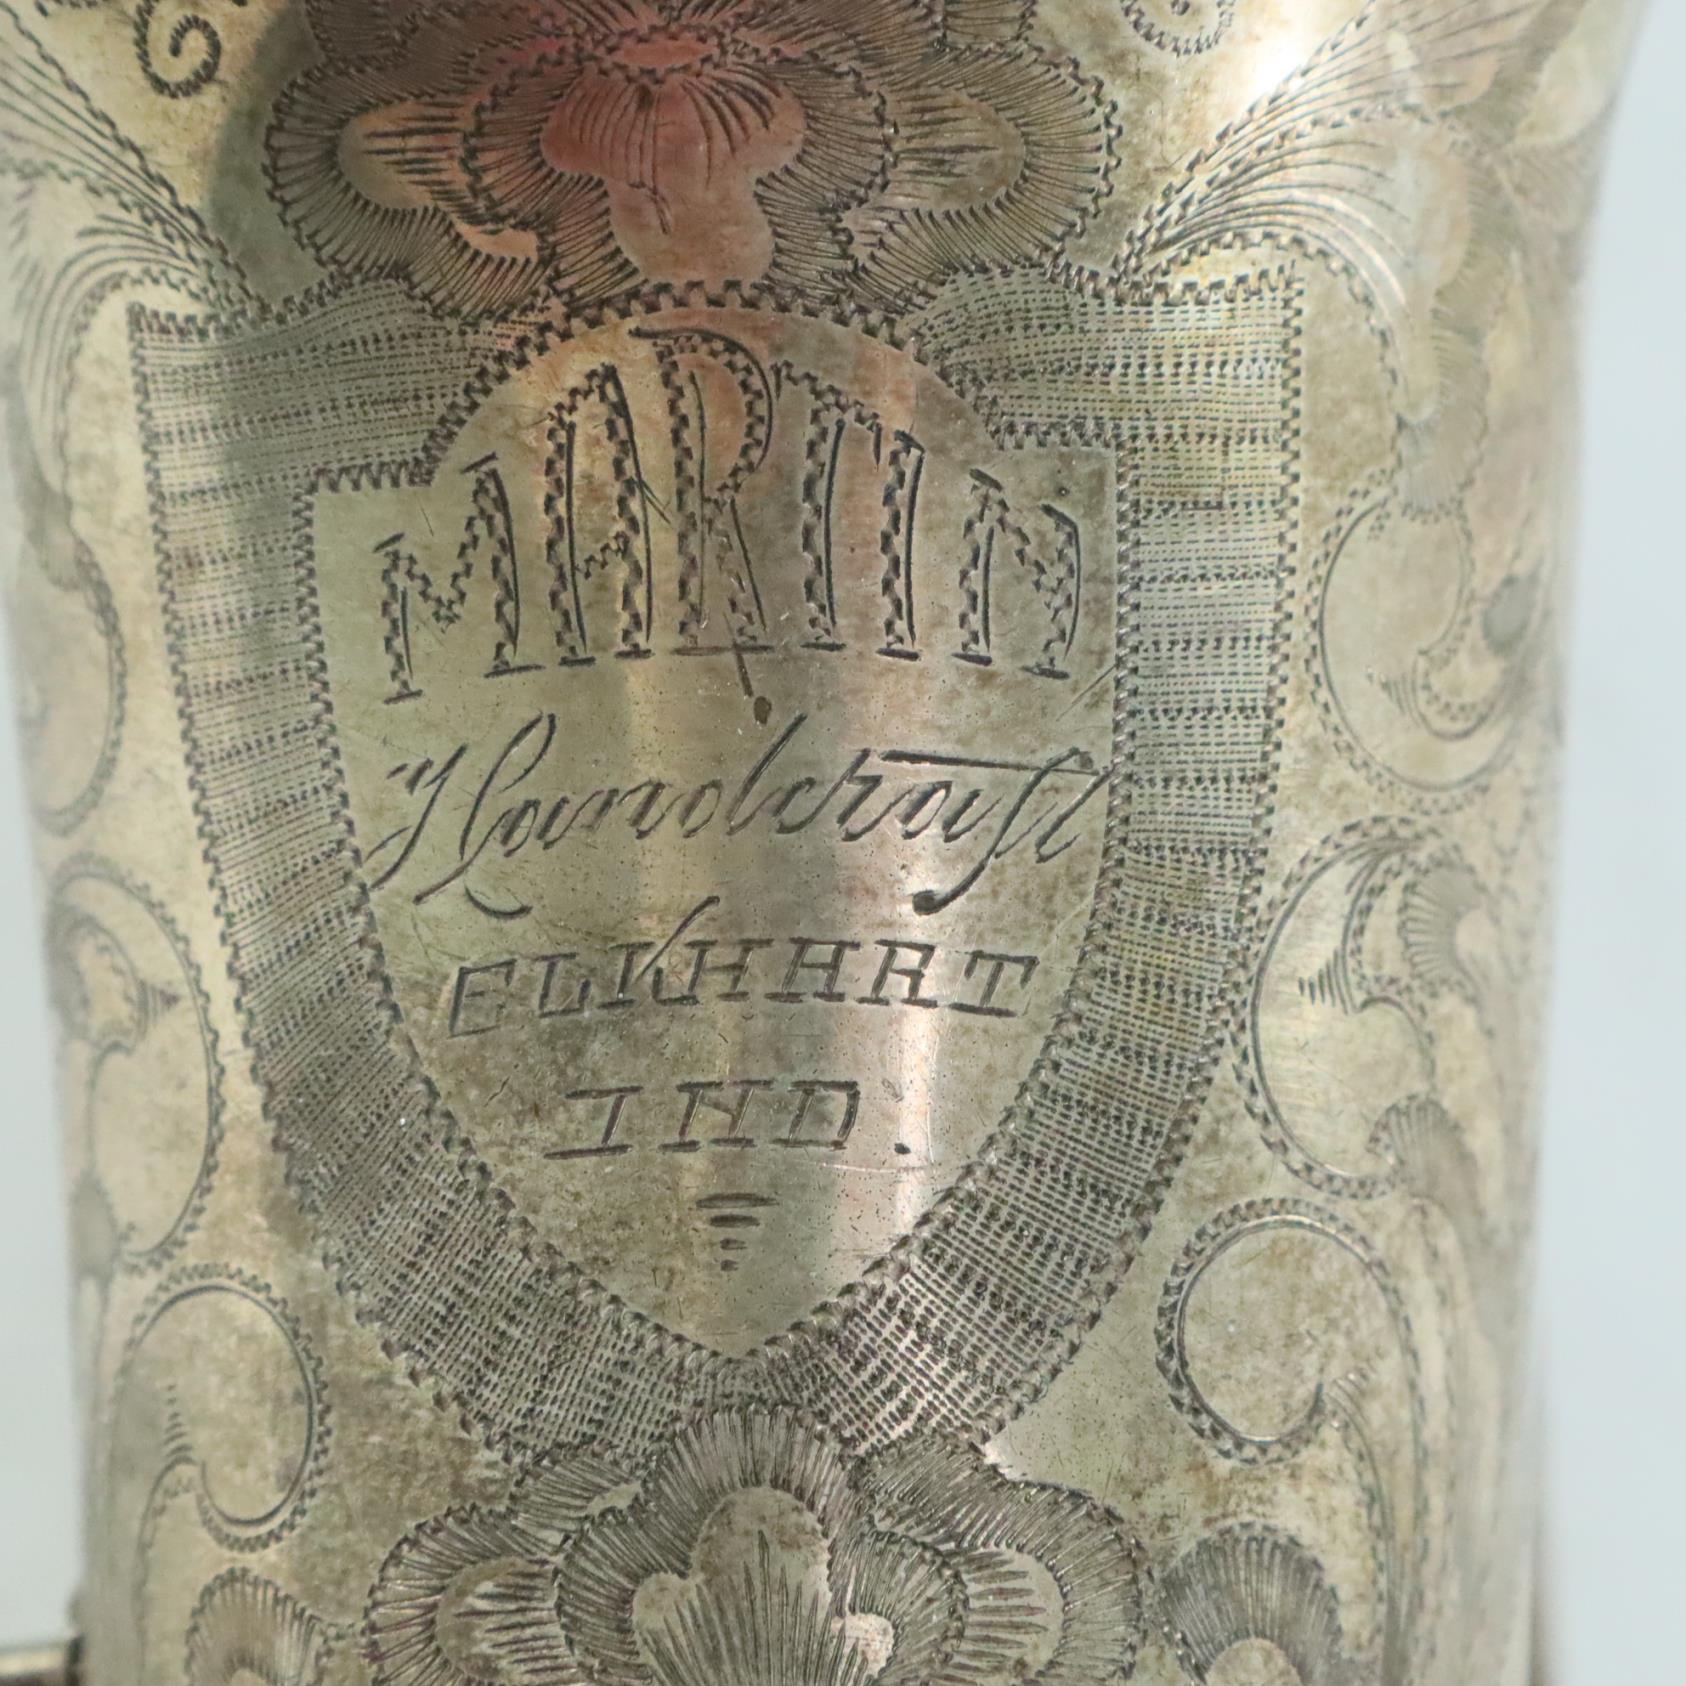 MARTIN
Handcraft
ELKHART
IND.